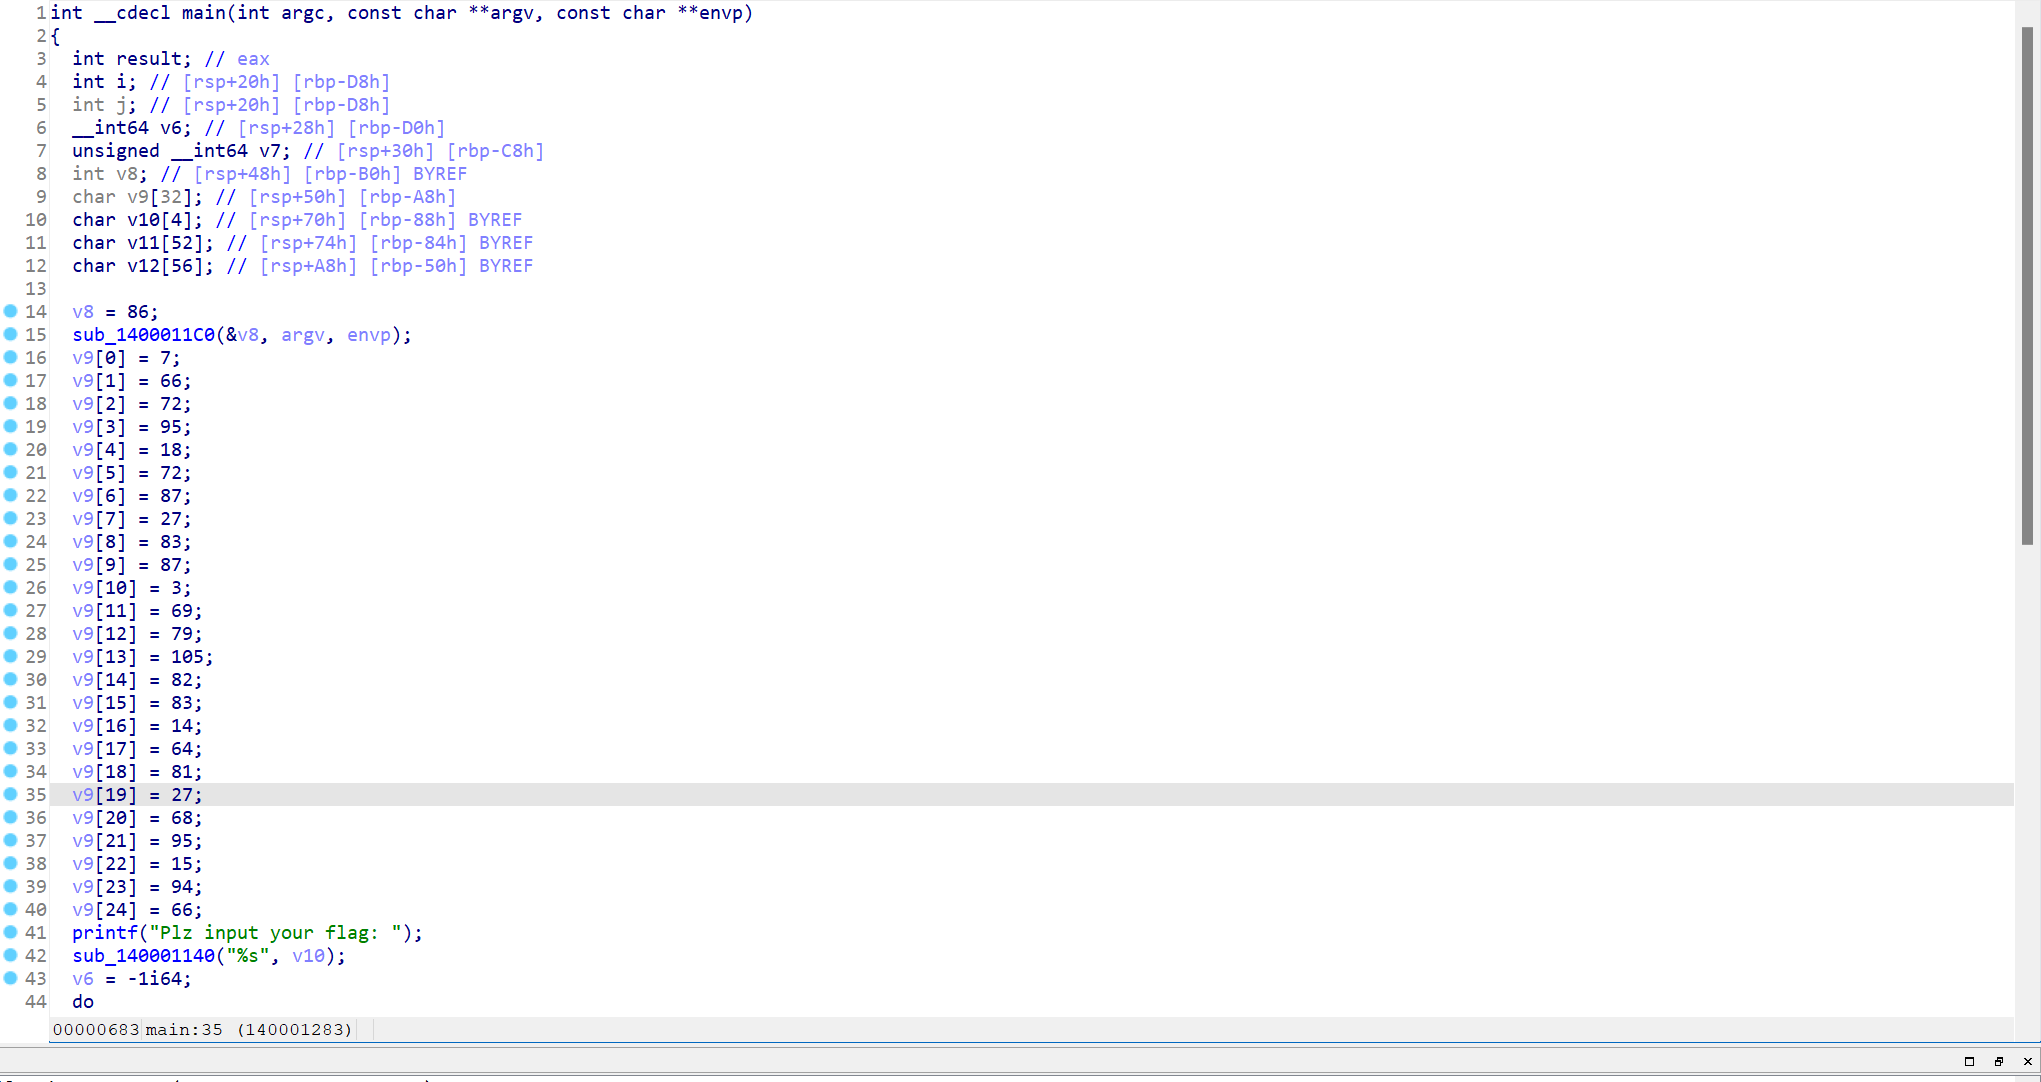 1 int __cdecl main(int argc, const char **argv, const char **envp)
2 {
3 int result; // eax
4 int i; // [rsp+20h] [rbp-D8h]
5 int j; // [rsp+20h] [rbp-D8h]
6 __int64 v6; // [rsp+28h] [rbp-D0h]
7 unsigned __int64 v7; // [rsp+30h] [rbp-C8h]
8 int v8; // [rsp+48h] [rbp-B0h] BYREF
9 char v9[32]; // [rsp+50h] [rbp-A8h]
10 char v10[4]; // [rsp+70h] [rbp-88h] BYREF
11 char v11[52]; // [rsp+74h] [rbp-84h] BYREF
12 char v12[56]; // [rsp+A8h] [rbp-50h] BYREF
13
14 v8 = 86;
15 sub_1400011C0(&v8, argv, envp);
16 v9[0] = 7;
17 v9[1] = 66;
18 v9[2] = 72;
19 v9[3] = 95;
20 v9[4] = 18;
21 v9[5] = 72;
22 v9[6] = 87;
23 v9[7] = 27;
24 v9[8] = 83;
25 v9[9] = 87;
26 v9[10] = 3;
27 v9[11] = 69;
28 v9[12] = 79;
29 v9[13] = 105;
30 v9[14] = 82;
31 v9[15] = 83;
32 v9[16] = 14;
33 v9[17] = 64;
34 v9[18] = 81;
35 v9[19] = 27;
36 v9[20] = 68;
37 v9[21] = 95;
38 v9[22] = 15;
39 v9[23] = 94;
40 v9[24] = 66;
41 printf("Plz input your flag: ");
42 sub_140001140("%s", v10);
43 v6 = -1i64;
44 do
00000683 main:35 (140001283)